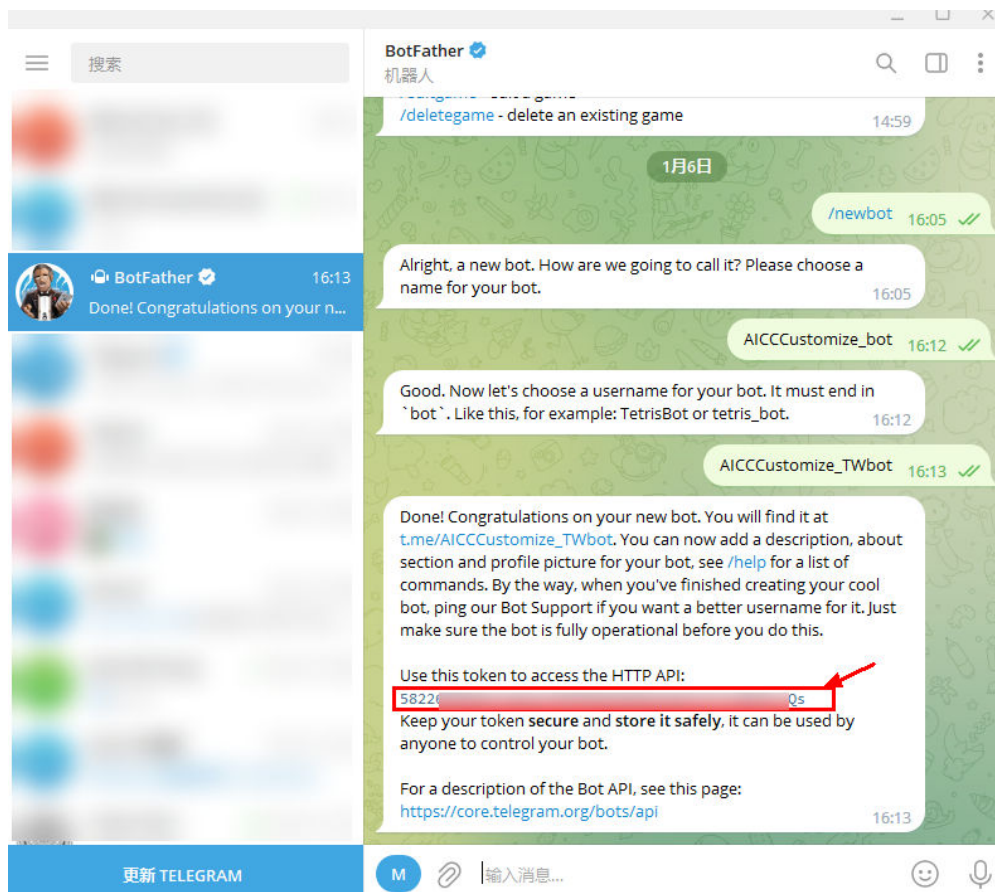 搜索
BotFather
16:13
Done! Congratulations on your n...
更新 TELEGRAM
BotFather
机器人
/deletegame - delete an existing game
14:59
1月6日
/newbot 16:05
Alright, a new bot. How are we going to call it? Please choose a
name for your bot.
16:05
AICCCustomize_bot 16:12
Good. Now let's choose a username for your bot. It must end in
`bot`. Like this, for example: TetrisBot or tetris_bot.
16:12
AICCCustomize_TWbot 16:13
Done! Congratulations on your new bot. You will find it at
t.me/AICCCustomize_TWbot. You can now add a description, about
section and profile picture for your bot, see /help for a list of
commands. By the way, when you've finished creating your cool
bot, ping our Bot Support if you want a better username for it. Just
make sure the bot is fully operational before you do this.
Use this token to access the HTTP API:
5822 Qs
Keep your token secure and store it safely, it can be used by
anyone to control your bot.
For a description of the Bot API, see this page:
https://core.telegram.org/bots/api
16:13
M
输入消息...